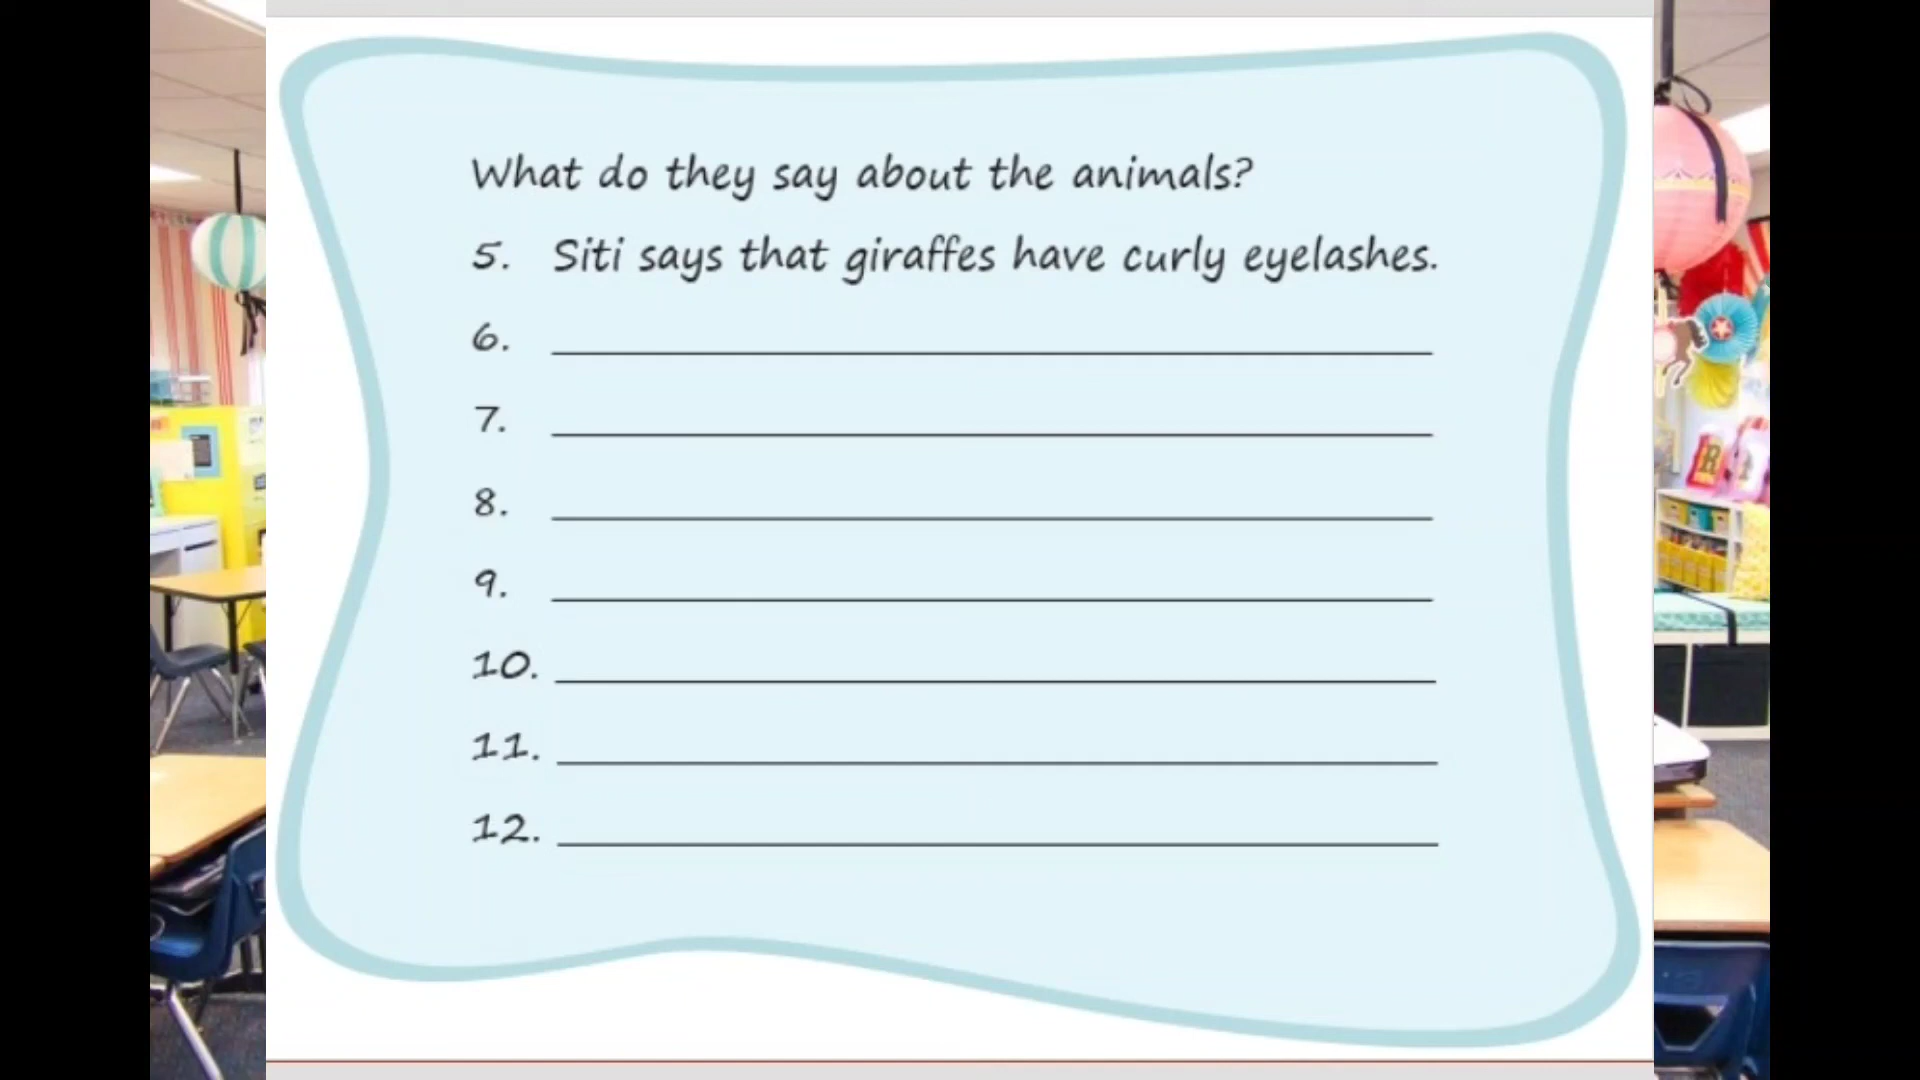 What do they say about the animals?
5. Siti says that giraffes have curly eyelashes.
6.
7.
8.
9.
10.
11.
12.
R